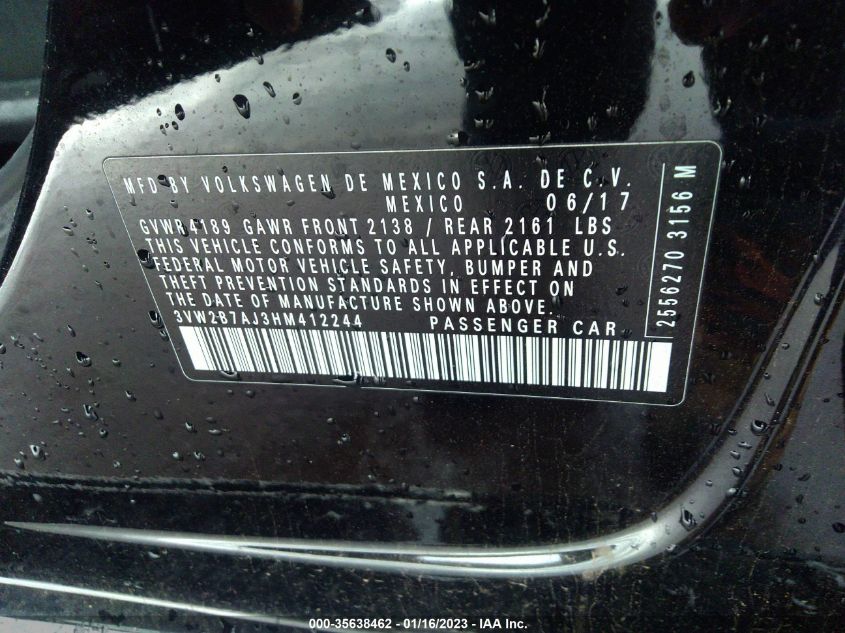 MFD BY VOLKSWAGEN DE MEXICO S.A. DE C.V.
MEXICO 06/17
GVWR 4189 GAWR FRONT 2138 / REAR 2161 LBS
THIS VEHICLE CONFORMS TO ALL APPLICABLE U.S.
FEDERAL MOTOR VEHICLE SAFETY, BUMPER AND
THEFT PREVENTION STANDARDS IN EFFECT ON
THE DATE OF MANUFACTURE SHOWN ABOVE.
3VW2B7AJ3HM412244 PASSENGER CAR
2556270 3156 M
000-35638462 - 01/16/2023 - IAA Inc.